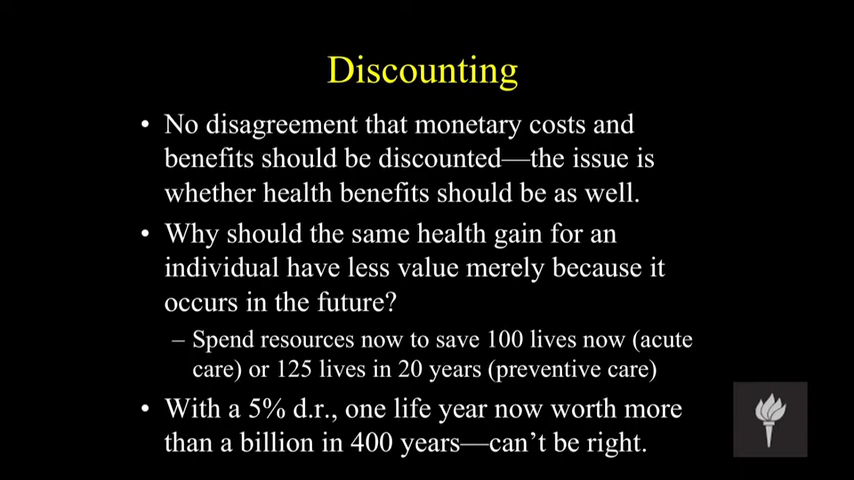 Discounting
• No disagreement that monetary costs and
benefits should be discounted—the issue is
whether health benefits should be as well.
• Why should the same health gain for an
individual have less value merely because it
occurs in the future?
– Spend resources now to save 100 lives now (acute
care) or 125 lives in 20 years (preventive care)
• With a 5% d.r., one life year now worth more
than a billion in 400 years—can’t be right.